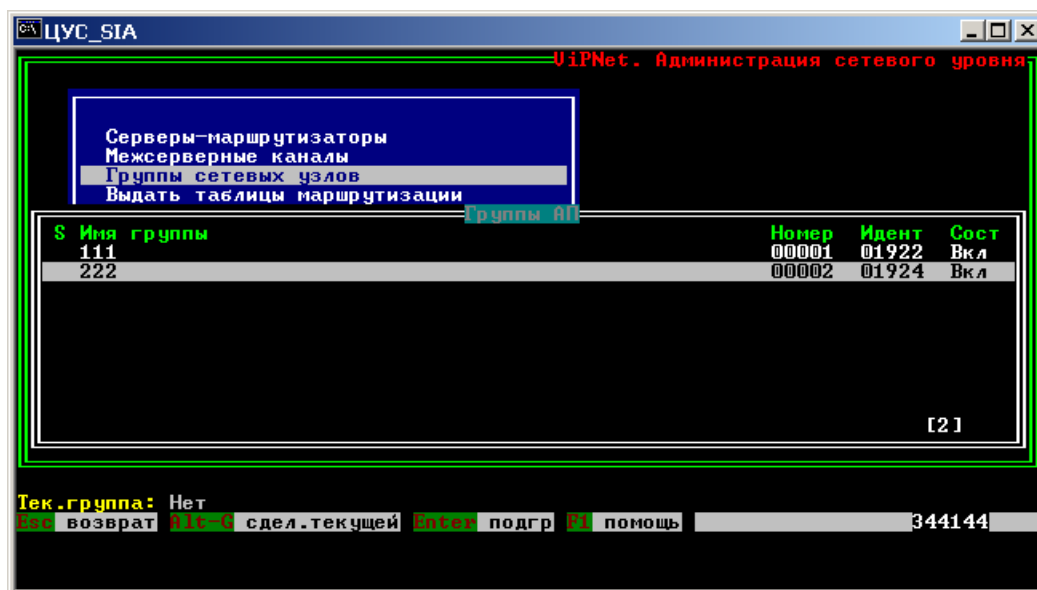 ЦУС_SIA
ViPNet. Администрация сетевого уровня
Серверы-маршрутизаторы
Межсерверные каналы
Группы сетевых узлов
Выдать таблицы маршрутизации
Группы АП
S Имя группы Номер Идент Сост
111 00001 01922 Вкл
222 00002 01924 Вкл
[2]
Тек.группа: Нет
Esc возврат Alt-G сдел.текущей Enter подгр F1 помощь 344144